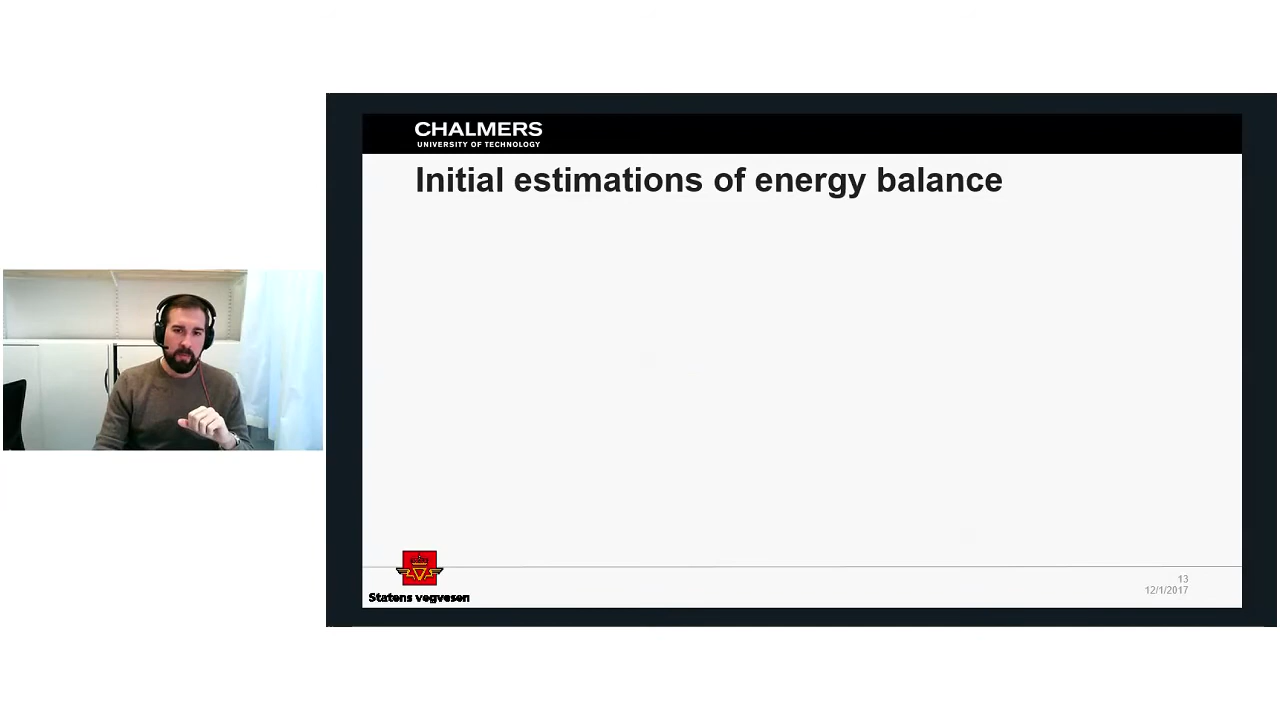 CHALMERS
UNIVERSITY OF TECHNOLOGY
Initial estimations of energy balance
Statens vegvesen
13
12/1/2017